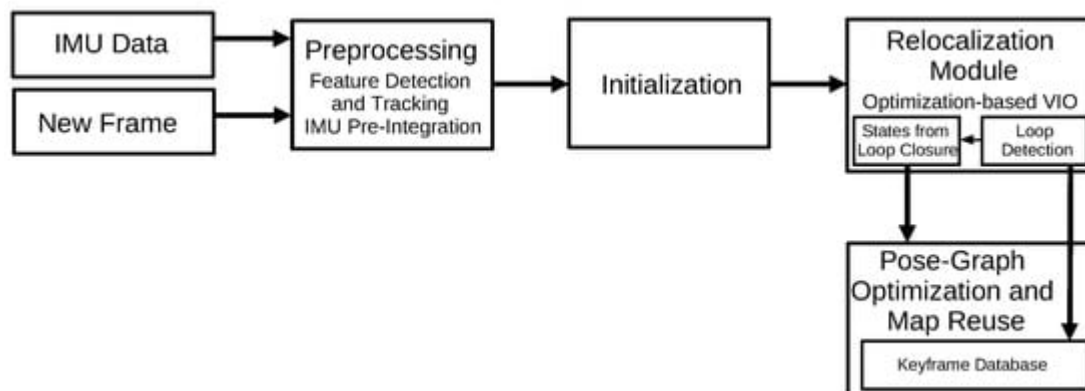 IMU Data
New Frame
Preprocessing
Feature Detection
and Tracking
IMU Pre-Integration
Initialization
Relocalization
Module
Optimization-based VIO
States from
Loop Closure
Loop
Detection
Pose-Graph
Optimization and
Map Reuse
Keyframe Database